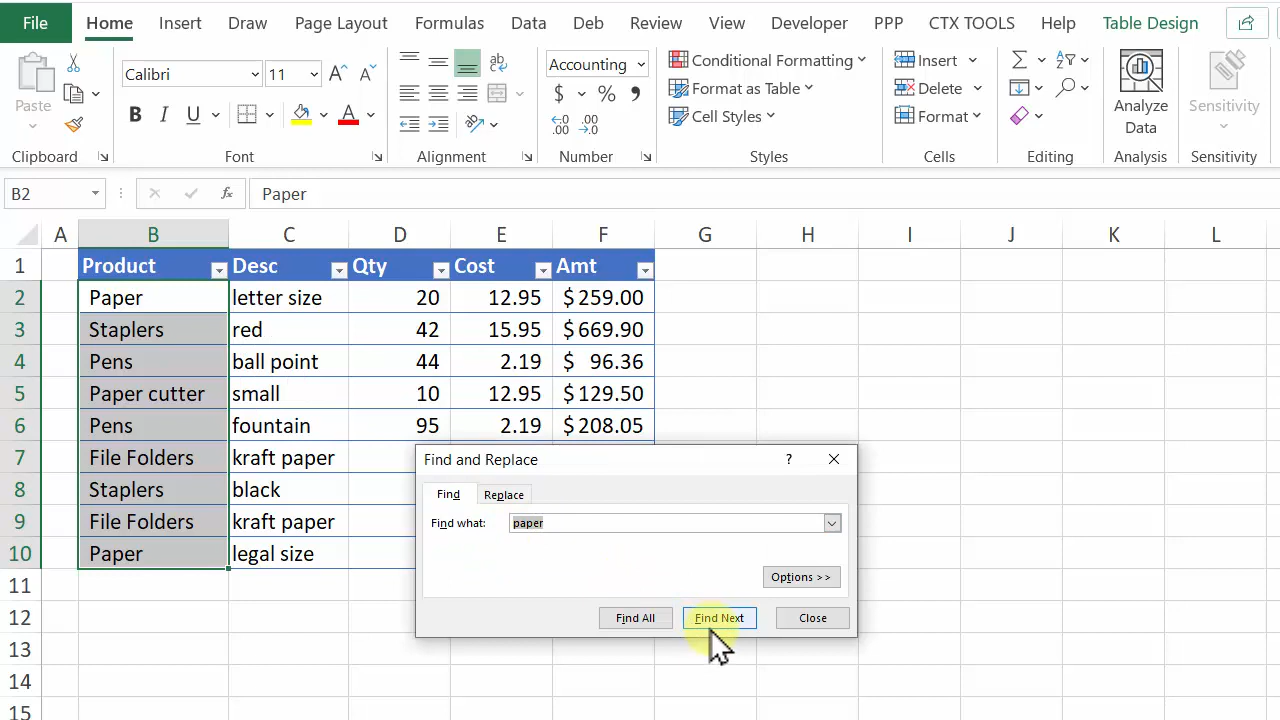 File Home Insert Draw Page Layout Formulas Data Deb Review View Developer PPP CTX TOOLS Help Table Design
Paste
Calibri 11
B I U A
Accounting
$ % ,
Conditional Formatting
Format as Table
Cell Styles
Insert
Delete
Format
Analyze
Data
Sensitivity
Clipboard Font Alignment Number Styles Cells Editing Analysis Sensitivity
B2 fx Paper
A B C D E F G H I J K L
1 Product Desc Qty Cost Amt
2 Paper letter size 20 12.95 $ 259.00
3 Staplers red 42 15.95 $ 669.90
4 Pens ball point 44 2.19 $ 96.36
5 Paper cutter small 10 12.95 $ 129.50
6 Pens fountain 95 2.19 $ 208.05
7 File Folders kraft paper
8 Staplers black
9 File Folders kraft paper
10 Paper legal size
11
12
13
14
15
Find and Replace ?
Find Replace
Find what: paper
Options >>
Find All Find Next Close